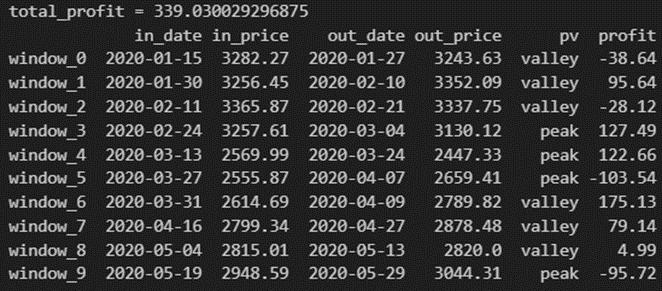 total_profit = 339.030029296875
in_date in_price out_date out_price pv profit
window_0 2020-01-15 3282.27 2020-01-27 3243.63 valley -38.64
window_1 2020-01-30 3256.45 2020-02-10 3352.09 valley 95.64
window_2 2020-02-11 3365.87 2020-02-21 3337.75 valley -28.12
window_3 2020-02-24 3257.61 2020-03-04 3130.12 peak 127.49
window_4 2020-03-13 2569.99 2020-03-24 2447.33 peak 122.66
window_5 2020-03-27 2555.87 2020-04-07 2659.41 peak -103.54
window_6 2020-03-31 2614.69 2020-04-09 2789.82 valley 175.13
window_7 2020-04-16 2799.34 2020-04-27 2878.48 valley 79.14
window_8 2020-05-04 2815.01 2020-05-13 2820.0 valley 4.99
window_9 2020-05-19 2948.59 2020-05-29 3044.31 peak -95.72